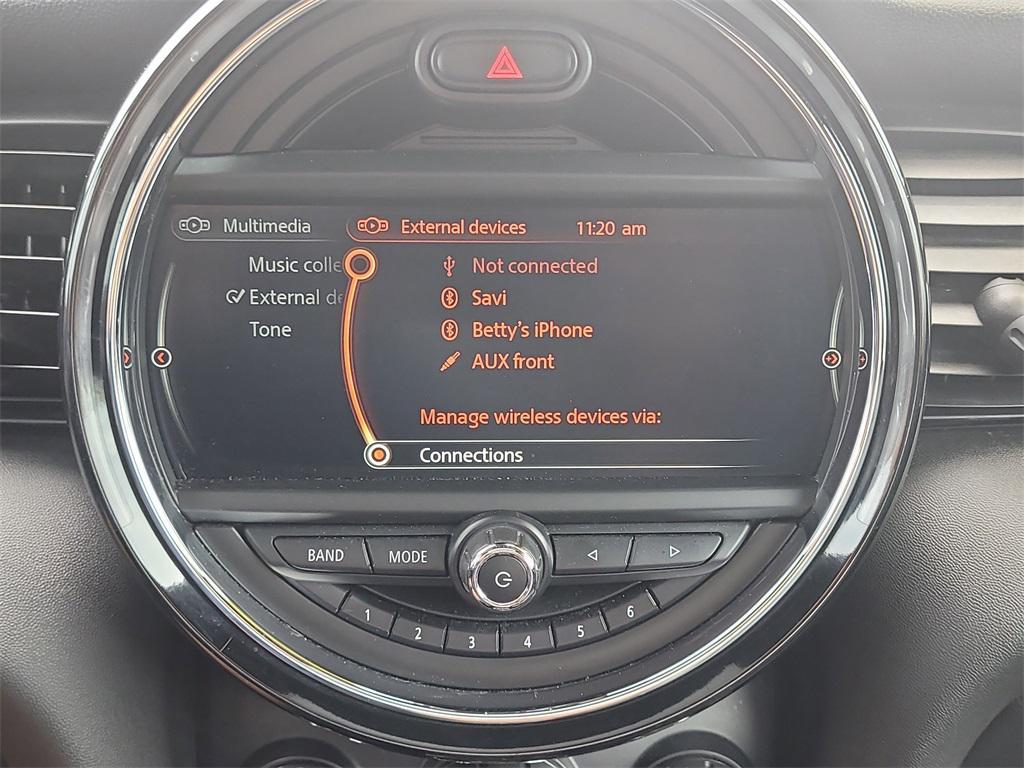 Multimedia External devices 11:20 am
Music colle Not connected
External de Savi
Tone Betty's iPhone
AUX front
Manage wireless devices via:
Connections
BAND MODE
1 2 3 4 5 6